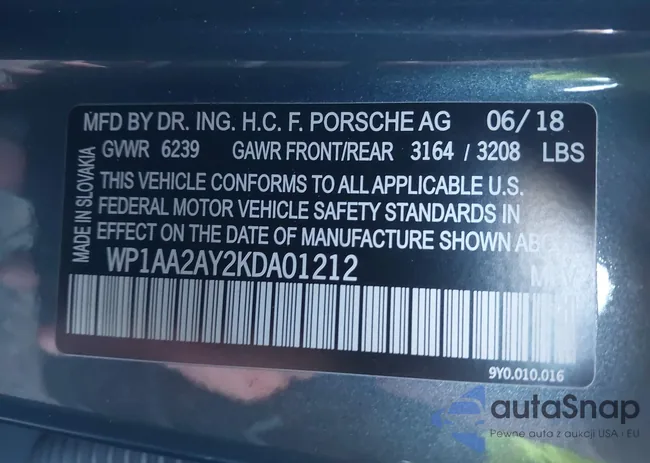 MFD BY DR. ING. H.C. F. PORSCHE AG 06/18
GVWR 6239 GAWR FRONT/REAR 3164 / 3208 LBS
MADE IN SLOVAKIA
THIS VEHICLE CONFORMS TO ALL APPLICABLE U.S.
FEDERAL MOTOR VEHICLE SAFETY STANDARDS IN
EFFECT ON THE DATE OF MANUFACTURE SHOWN
WP1AA2AY2KDA01212
9Y0.010.016
autaSnap
Pewne auta z aukcji USA · EU